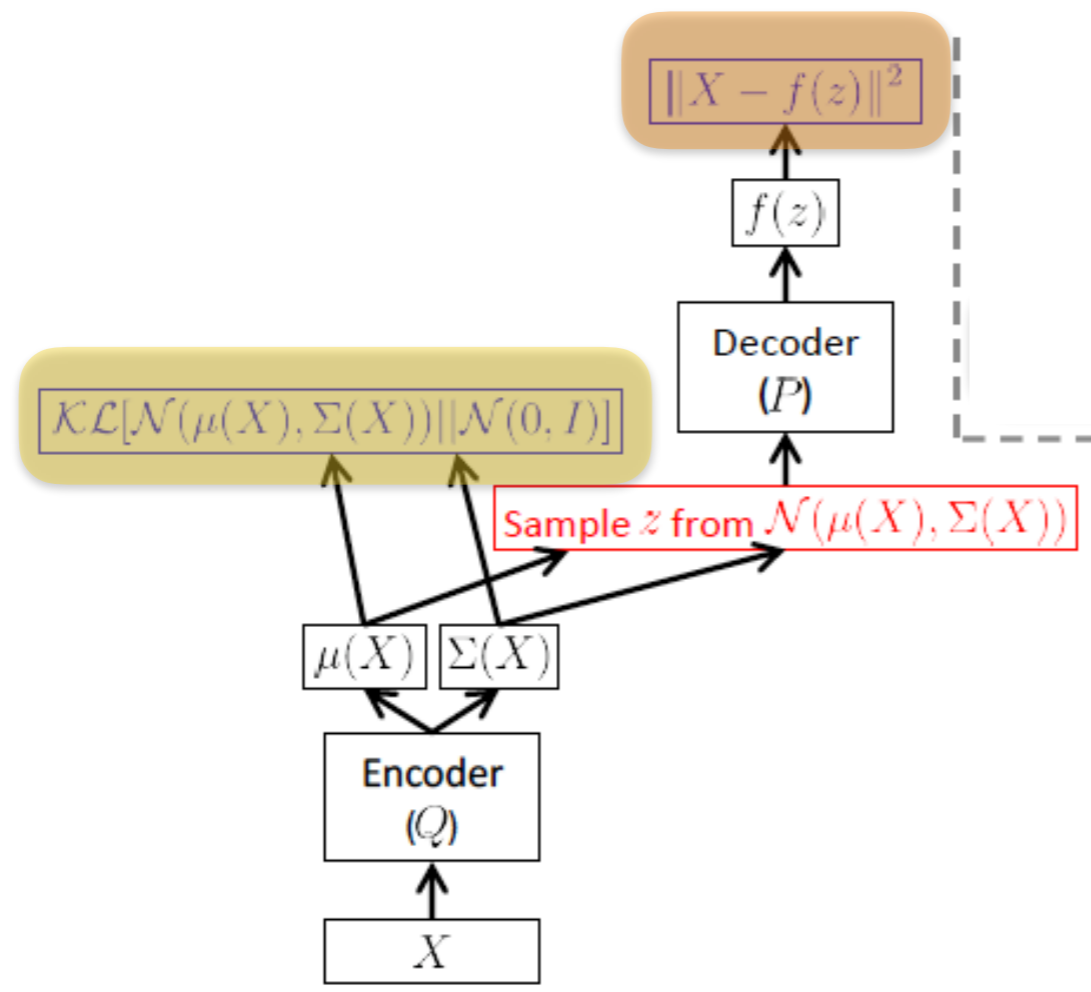 ‖X − f(z)‖²
f(z)
Decoder
(P)
𝒦ℒ[𝒩(μ(X), Σ(X))||𝒩(0, I)]
Sample z from 𝒩(μ(X), Σ(X))
μ(X) Σ(X)
Encoder
(Q)
X